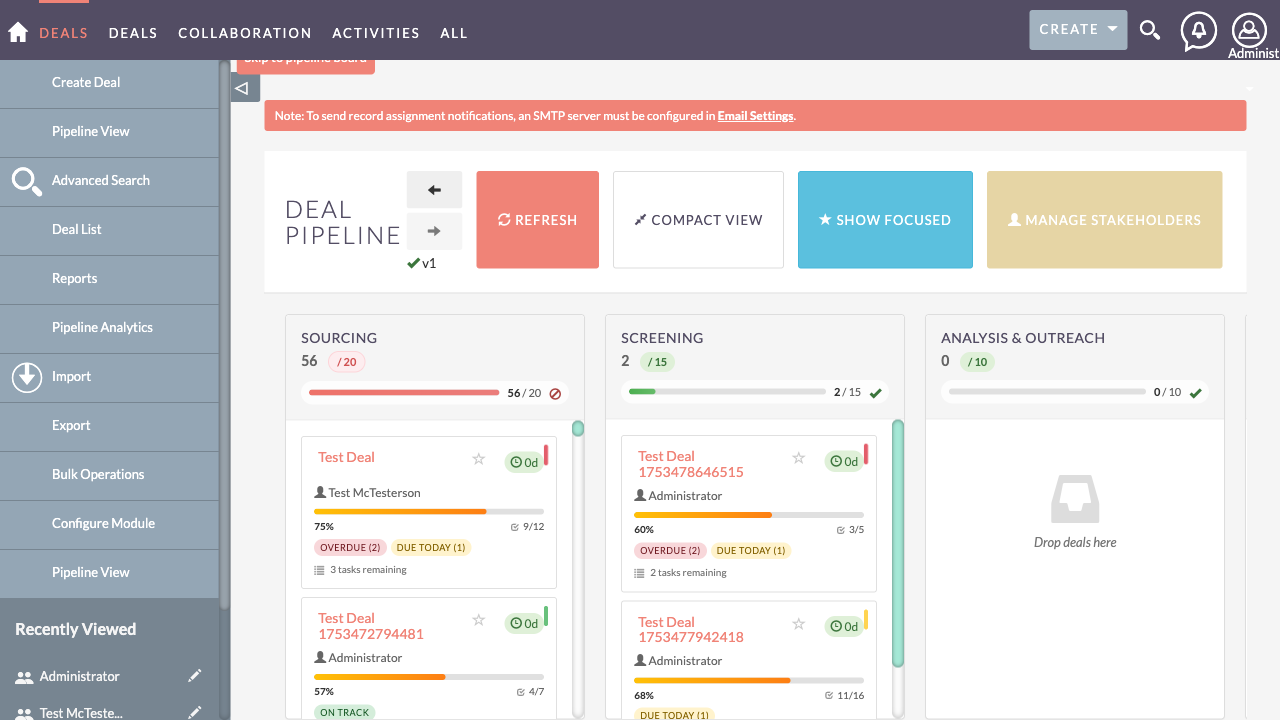 DEALS DEALS COLLABORATION ACTIVITIES ALL CREATE
Administ
Create Deal
Pipeline View
Advanced Search
Deal List
Reports
Pipeline Analytics
Import
Export
Bulk Operations
Configure Module
Pipeline View
Recently Viewed
Administrator
Test McTeste...
Skip to pipeline board
Note: To send record assignment notifications, an SMTP server must be configured in Email Settings.
DEAL
PIPELINE
v1
REFRESH
COMPACT VIEW
SHOW FOCUSED
MANAGE STAKEHOLDERS
SOURCING
56 / 20
56 / 20
Test Deal
0d
Test McTesterson
75% 9/12
OVERDUE (2) DUE TODAY (1)
3 tasks remaining
Test Deal
1753472794481
0d
Administrator
57% 4/7
ON TRACK
SCREENING
2 / 15
2 / 15
Test Deal
1753478646515
0d
Administrator
60% 3/5
OVERDUE (2) DUE TODAY (1)
2 tasks remaining
Test Deal
1753477942418
0d
Administrator
68% 11/16
DUE TODAY (1)
ANALYSIS & OUTREACH
0 / 10
0 / 10
Drop deals here